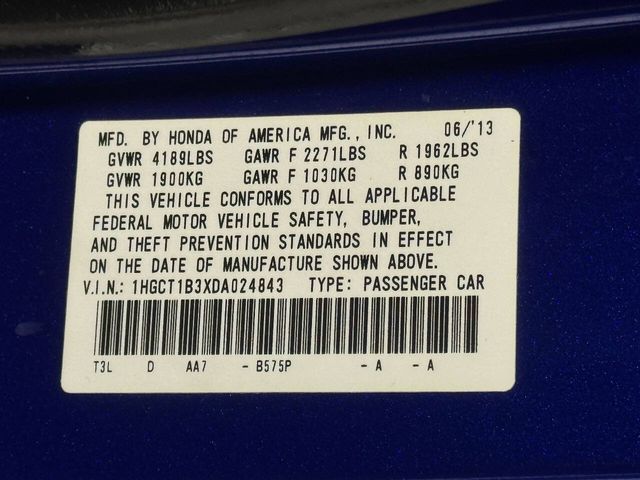 MFD. BY HONDA OF AMERICA MFG., INC. 06/'13
GVWR 4189LBS GAWR F 2271LBS R 1962LBS
GVWR 1900KG GAWR F 1030KG R 890KG
THIS VEHICLE CONFORMS TO ALL APPLICABLE
FEDERAL MOTOR VEHICLE SAFETY, BUMPER,
AND THEFT PREVENTION STANDARDS IN EFFECT
ON THE DATE OF MANUFACTURE SHOWN ABOVE.
V.I.N.: 1HGCT1B3XDA024843 TYPE: PASSENGER CAR
T3L D AA7 - B575P - A - A